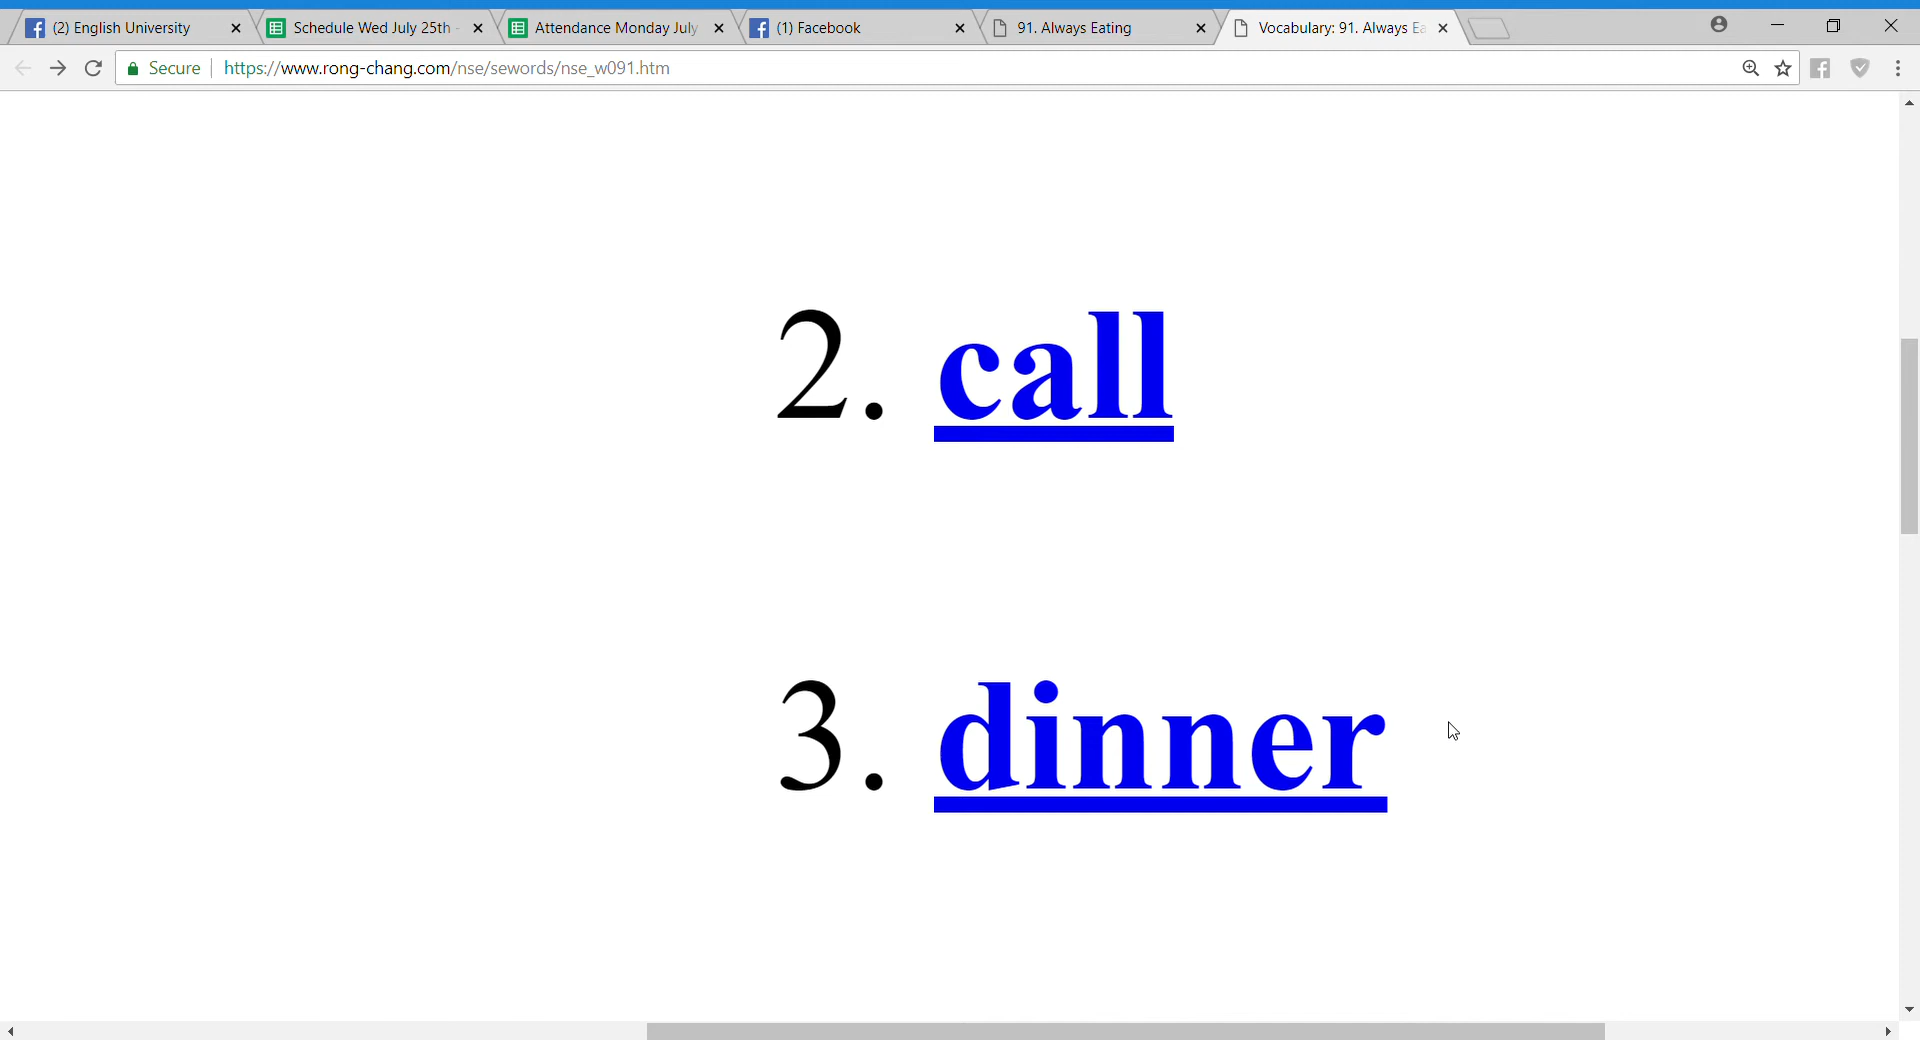 (2) English University
Schedule Wed July 25th -
Attendance Monday July
(1) Facebook
91. Always Eating
Vocabulary: 91. Always Ea
Secure
https://www.rong-chang.com/nse/sewords/nse_w091.htm
2. call
3. dinner